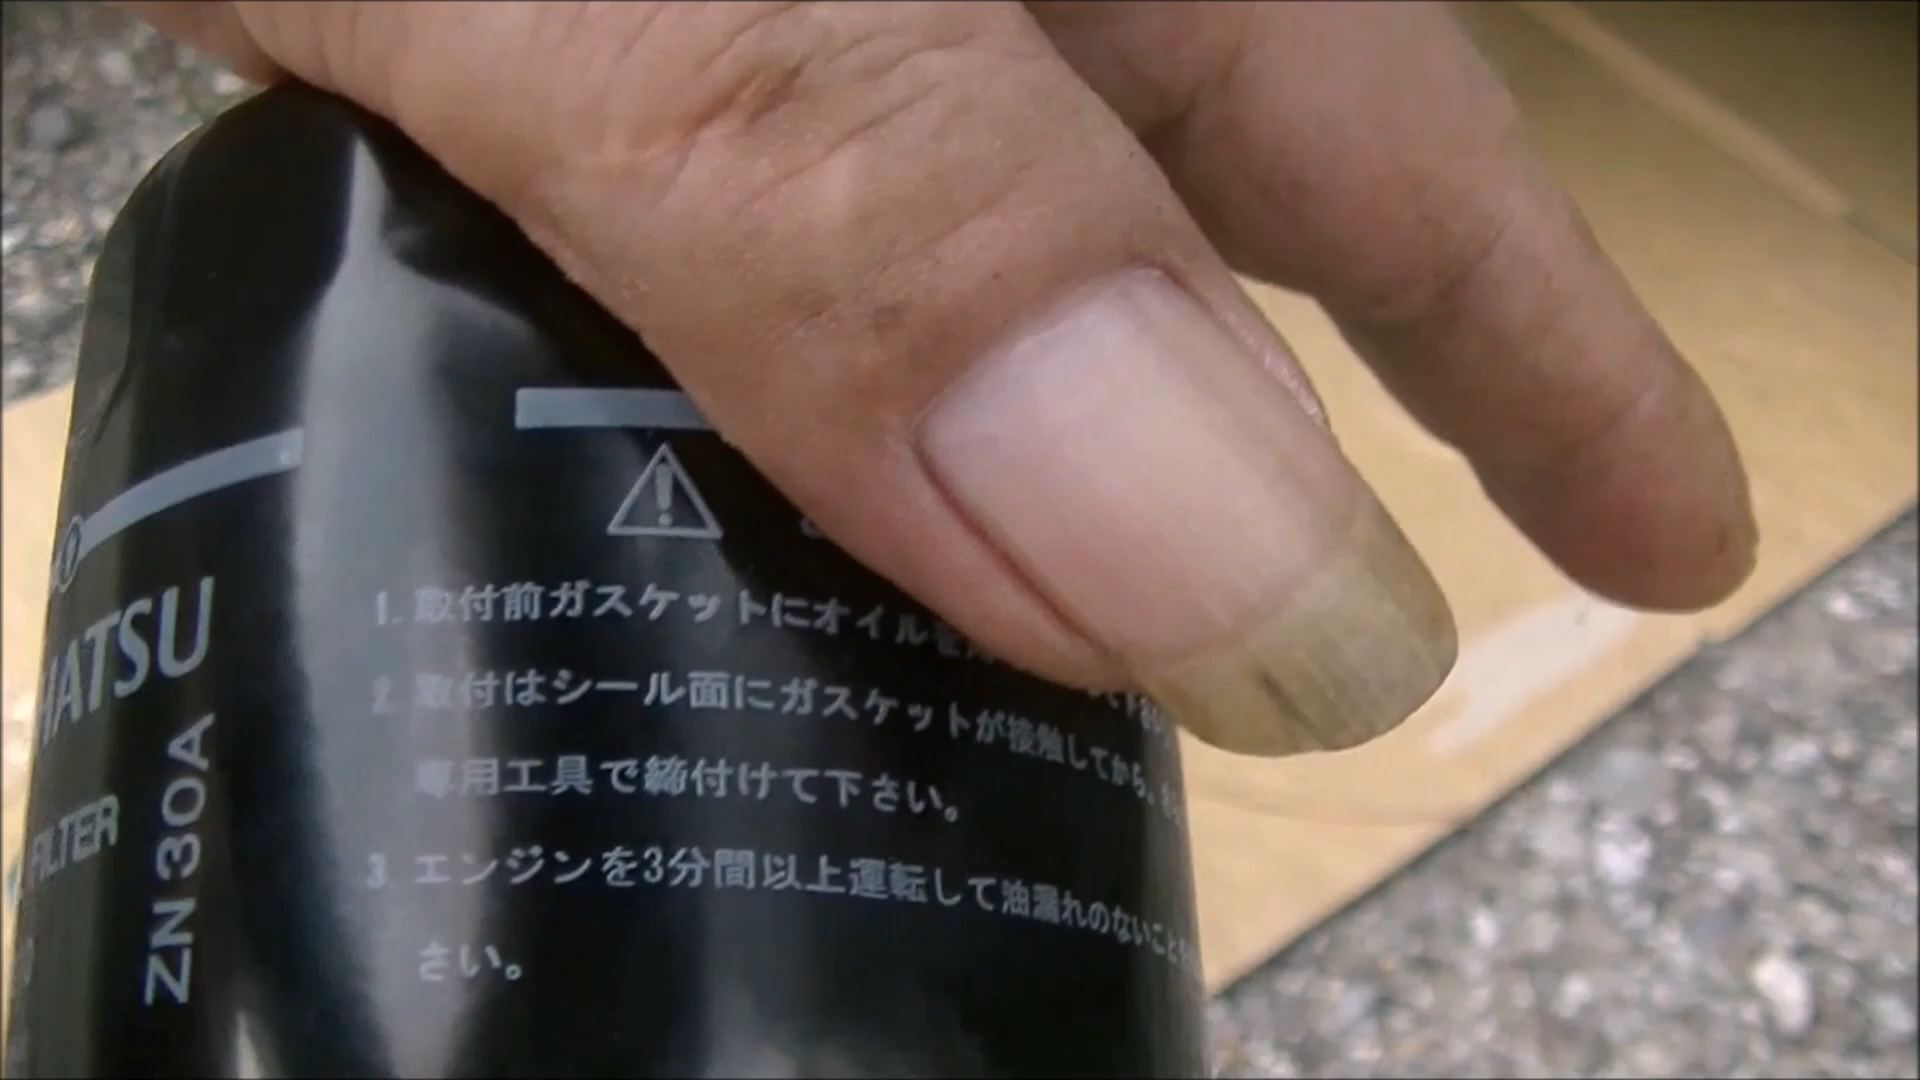 ATSU
FILTER
ZN30A
1. 取付前ガスケットにオイルを
2. 取付はシール面にガスケットが接触してから、
専用工具で締付けて下さい。
3. エンジンを3分間以上運転して油漏れのないことを
さい。